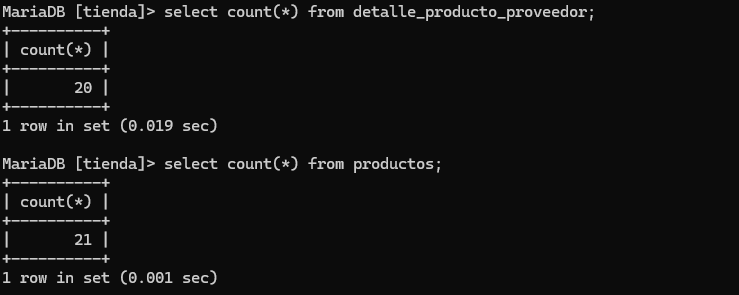 MariaDB [tienda]> select count(*) from detalle_producto_proveedor;
+----------+
| count(*) |
+----------+
|       20 |
+----------+
1 row in set (0.019 sec)

MariaDB [tienda]> select count(*) from productos;
+----------+
| count(*) |
+----------+
|       21 |
+----------+
1 row in set (0.001 sec)